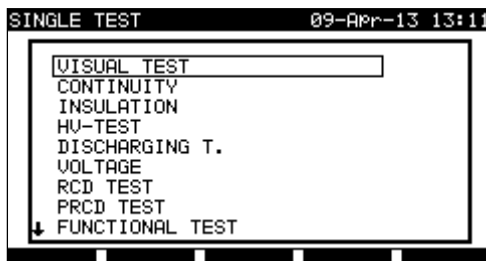 SINGLE TEST 09-Apr-13 13:11
VISUAL TEST
CONTINUITY
INSULATION
HV-TEST
DISCHARGING T.
VOLTAGE
RCD TEST
PRCD TEST
FUNCTIONAL TEST